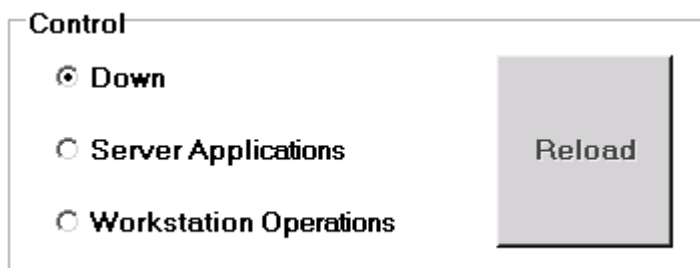 Control
Down
Server Applications
Reload
Workstation Operations